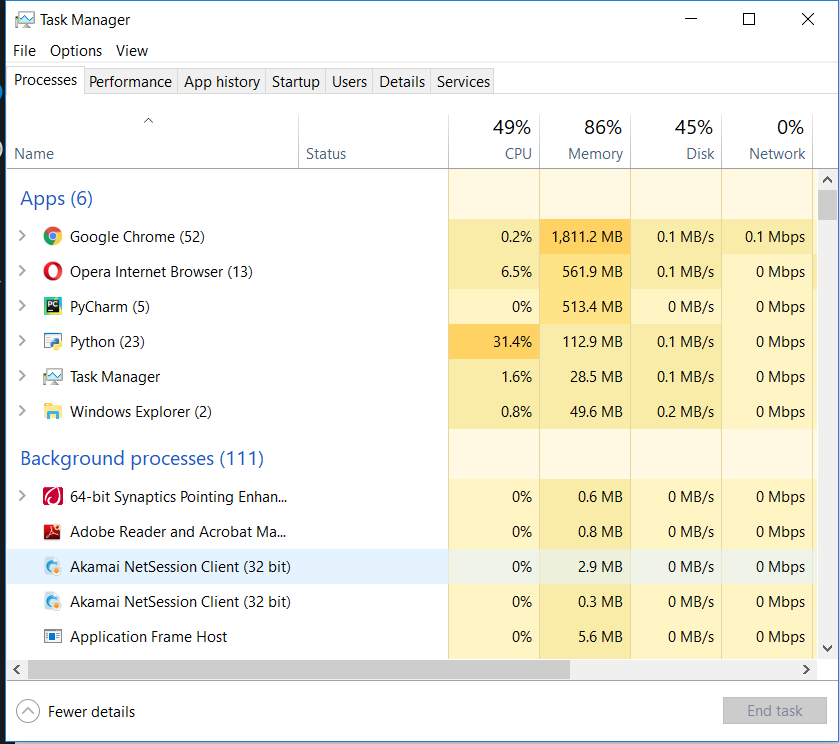 Task Manager
File Options View
Processes Performance App history Startup Users Details Services
49% 86% 45% 0%
Name Status CPU Memory Disk Network
Apps (6)
Google Chrome (52) 0.2% 1,811.2 MB 0.1 MB/s 0.1 Mbps
Opera Internet Browser (13) 6.5% 561.9 MB 0.1 MB/s 0 Mbps
PC PyCharm (5) 0% 513.4 MB 0 MB/s 0 Mbps
Python (23) 31.4% 112.9 MB 0.1 MB/s 0 Mbps
Task Manager 1.6% 28.5 MB 0.1 MB/s 0 Mbps
Windows Explorer (2) 0.8% 49.6 MB 0.2 MB/s 0 Mbps
Background processes (111)
64-bit Synaptics Pointing Enhan... 0% 0.6 MB 0 MB/s 0 Mbps
Adobe Reader and Acrobat Ma... 0% 0.8 MB 0 MB/s 0 Mbps
Akamai NetSession Client (32 bit) 0% 2.9 MB 0 MB/s 0 Mbps
Akamai NetSession Client (32 bit) 0% 0.3 MB 0 MB/s 0 Mbps
Application Frame Host 0% 5.6 MB 0 MB/s 0 Mbps
Fewer details End task